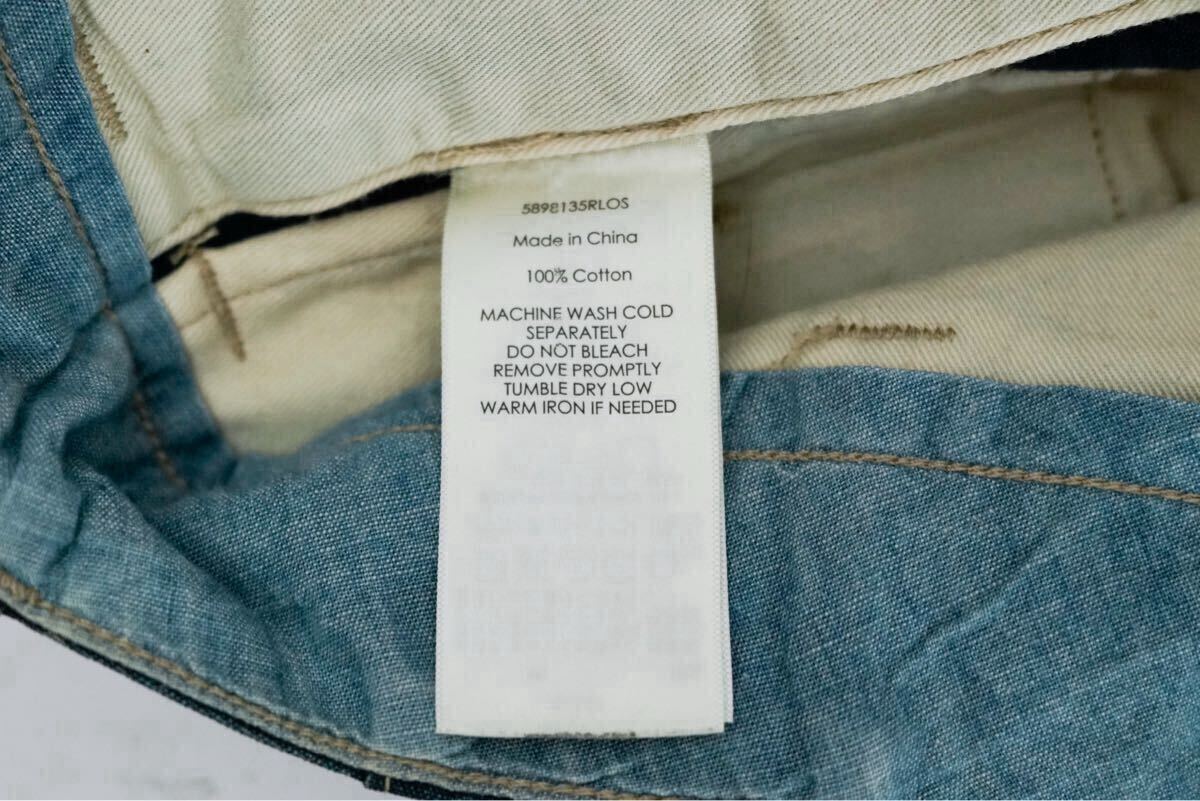 5898135RLOS
Made in China
100% Cotton
MACHINE WASH COLD
SEPARATELY
DO NOT BLEACH
REMOVE PROMPTLY
TUMBLE DRY LOW
WARM IRON IF NEEDED